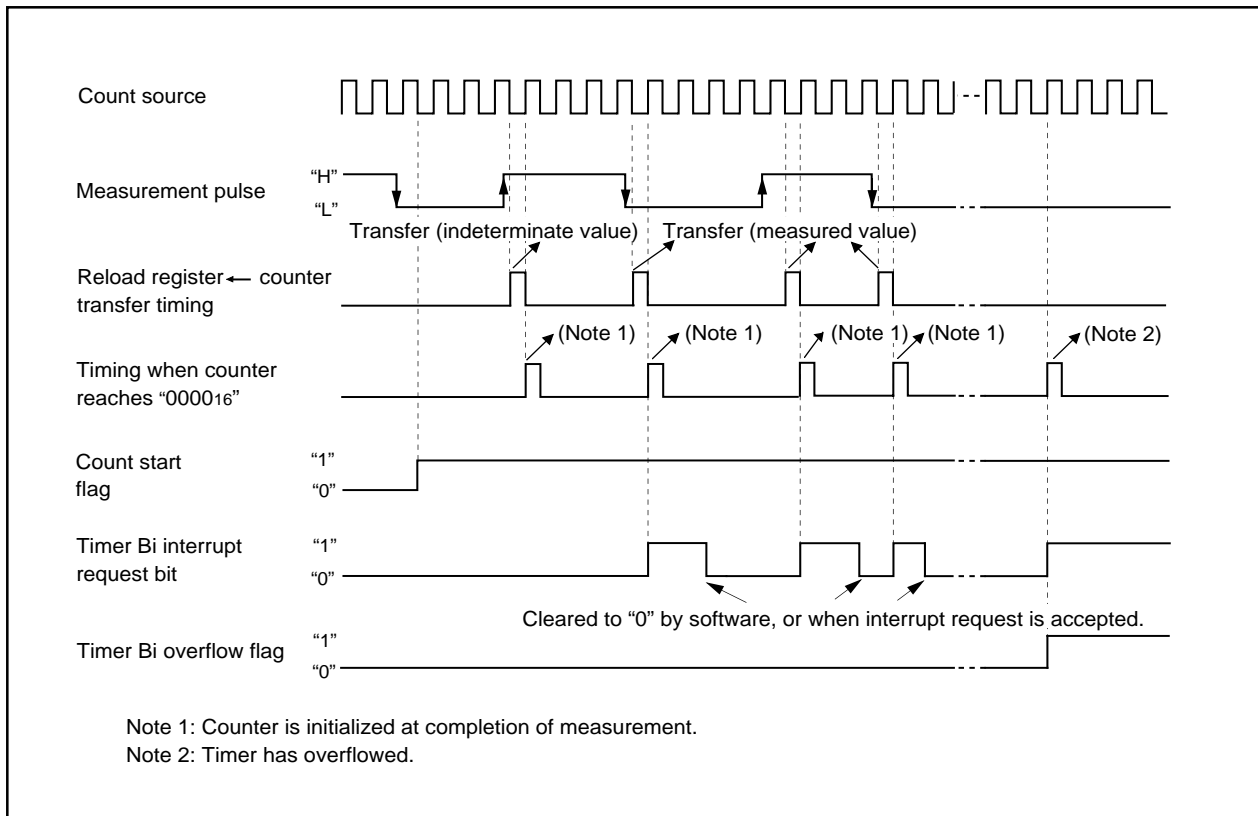 Count source
Measurement pulse
“H”
“L”
Transfer (indeterminate value)
Transfer (measured value)
Reload register ← counter
transfer timing
(Note 1)
(Note 1)
(Note 1)
(Note 1)
(Note 2)
Timing when counter
reaches “000016”
Count start
flag
“1”
“0”
Timer Bi interrupt
request bit
“1”
“0”
Cleared to “0” by software, or when interrupt request is accepted.
Timer Bi overflow flag
“1”
“0”
Note 1: Counter is initialized at completion of measurement.
Note 2: Timer has overflowed.